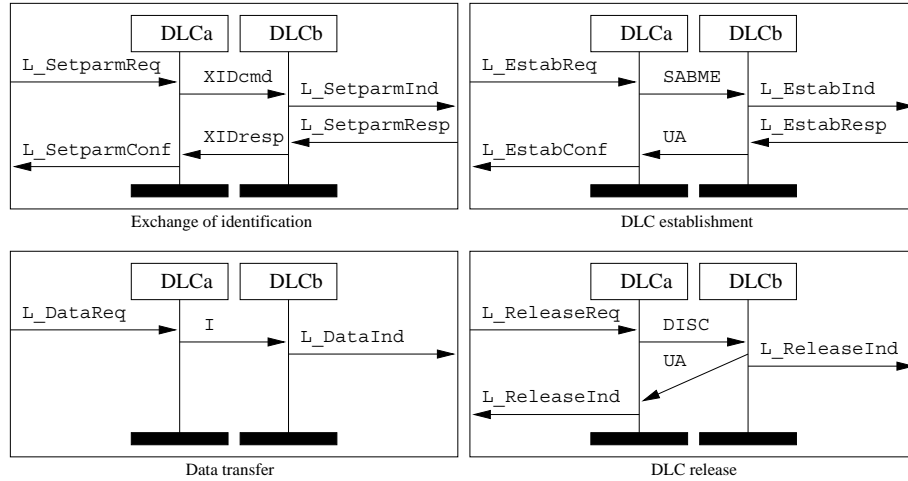 DLCa DLCb
L_SetparmReq
XIDcmd
L_SetparmInd
L_SetparmResp
XIDresp
L_SetparmConf
Exchange of identification
DLCa DLCb
L_EstabReq
SABME
L_EstabInd
L_EstabResp
UA
L_EstabConf
DLC establishment
DLCa DLCb
L_DataReq
I
L_DataInd
Data transfer
DLCa DLCb
L_ReleaseReq
DISC
L_ReleaseInd
UA
L_ReleaseInd
DLC release